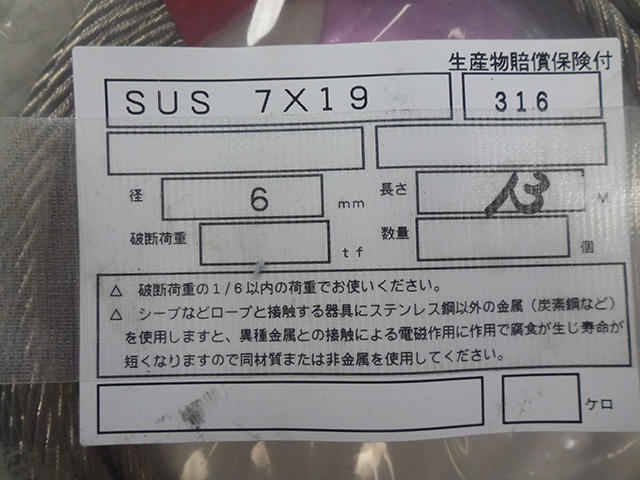 生産物賠償保険付
SUS 7X19 316
径 6 mm 長さ 13 M
破断荷重 tf 数量 個
△ 破断荷重の1/6以内の荷重でお使いください。
△ シーブなどロープと接触する器具にステンレス鋼以外の金属(炭素鋼など)
を使用しますと、異種金属との接触による電磁作用に作用で腐食が生じ寿命が
短くなりますので同材質または非金属を使用してください。
ケロ